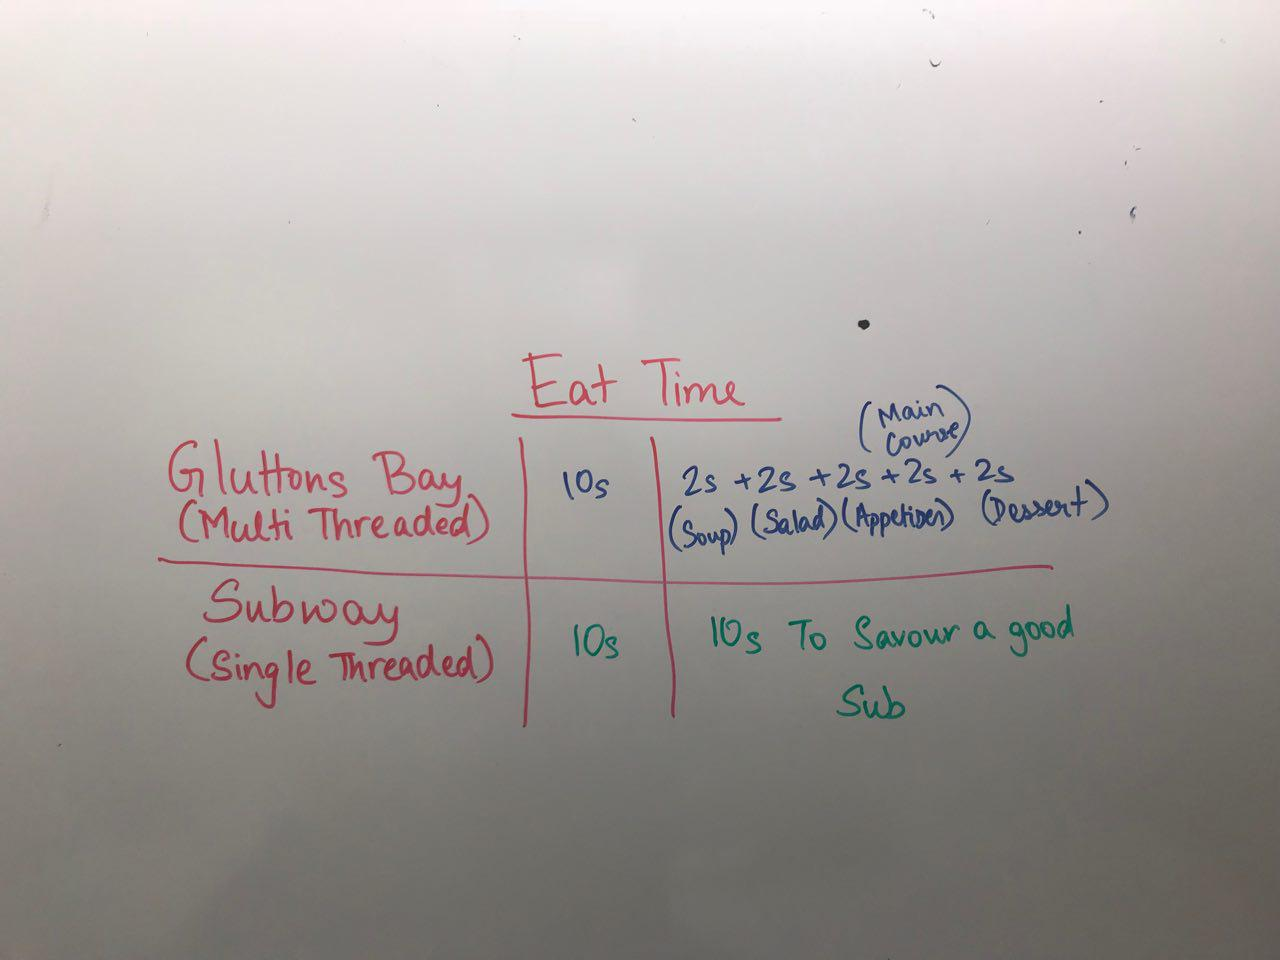 Eat Time
(Main
Course)
Gluttons Bay
(Multi Threaded)
10s
2s + 2s + 2s + 2s + 2s
(Soup) (Salad) (Appetiser) (Dessert)
Subway
(Single Threaded)
10s
10s To Savour a good
Sub